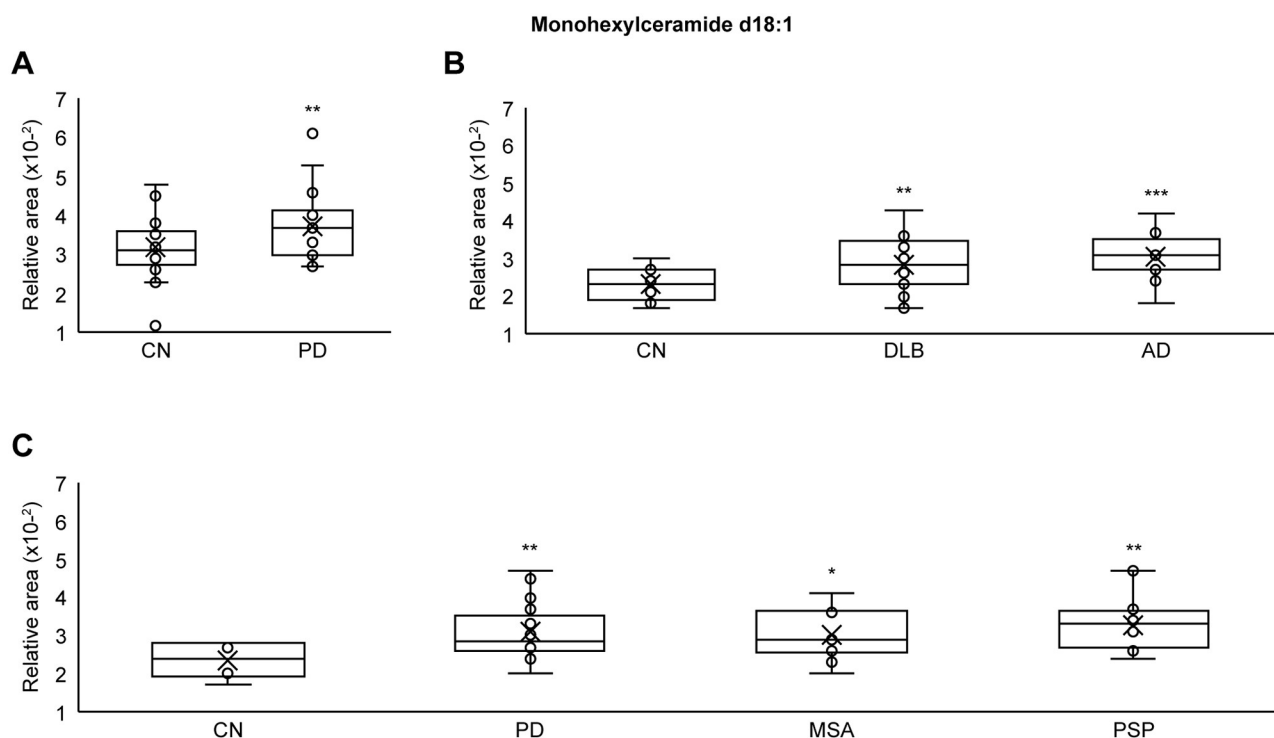 Monohexylceramide d18:1
A
Relative area (x10-²)
7
6
5
4
3
2
1
**
CN
PD
B
Relative area (x10-²)
7
6
5
4
3
2
1
**
***
CN
DLB
AD
C
Relative area (x10-²)
7
6
5
4
3
2
1
**
*
**
CN
PD
MSA
PSP